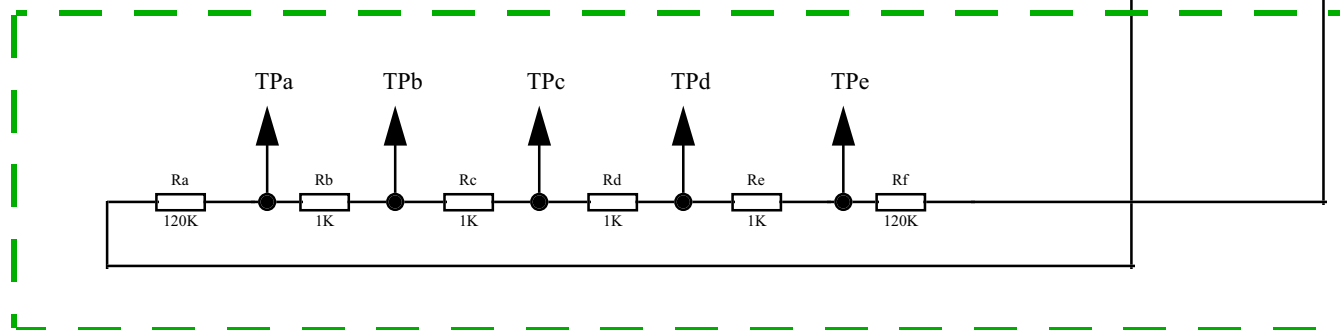 TPa TPb TPc TPd TPe
Ra Rb Rc Rd Re Rf
120K 1K 1K 1K 1K 120K